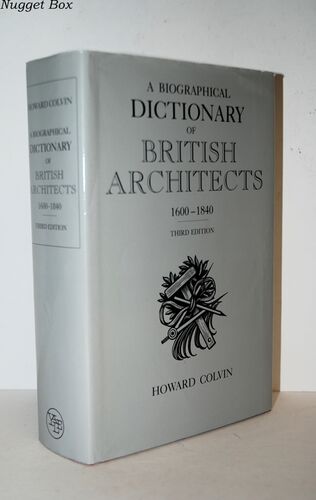 Nugget Box
HOWARD COLVIN
A BIOGRAPHICAL
DICTIONARY
OF
BRITISH
ARCHITECTS
1600–1840
THIRD EDITION
A BIOGRAPHICAL
DICTIONARY
OF
BRITISH
ARCHITECTS
1600–1840
THIRD EDITION
HOWARD COLVIN